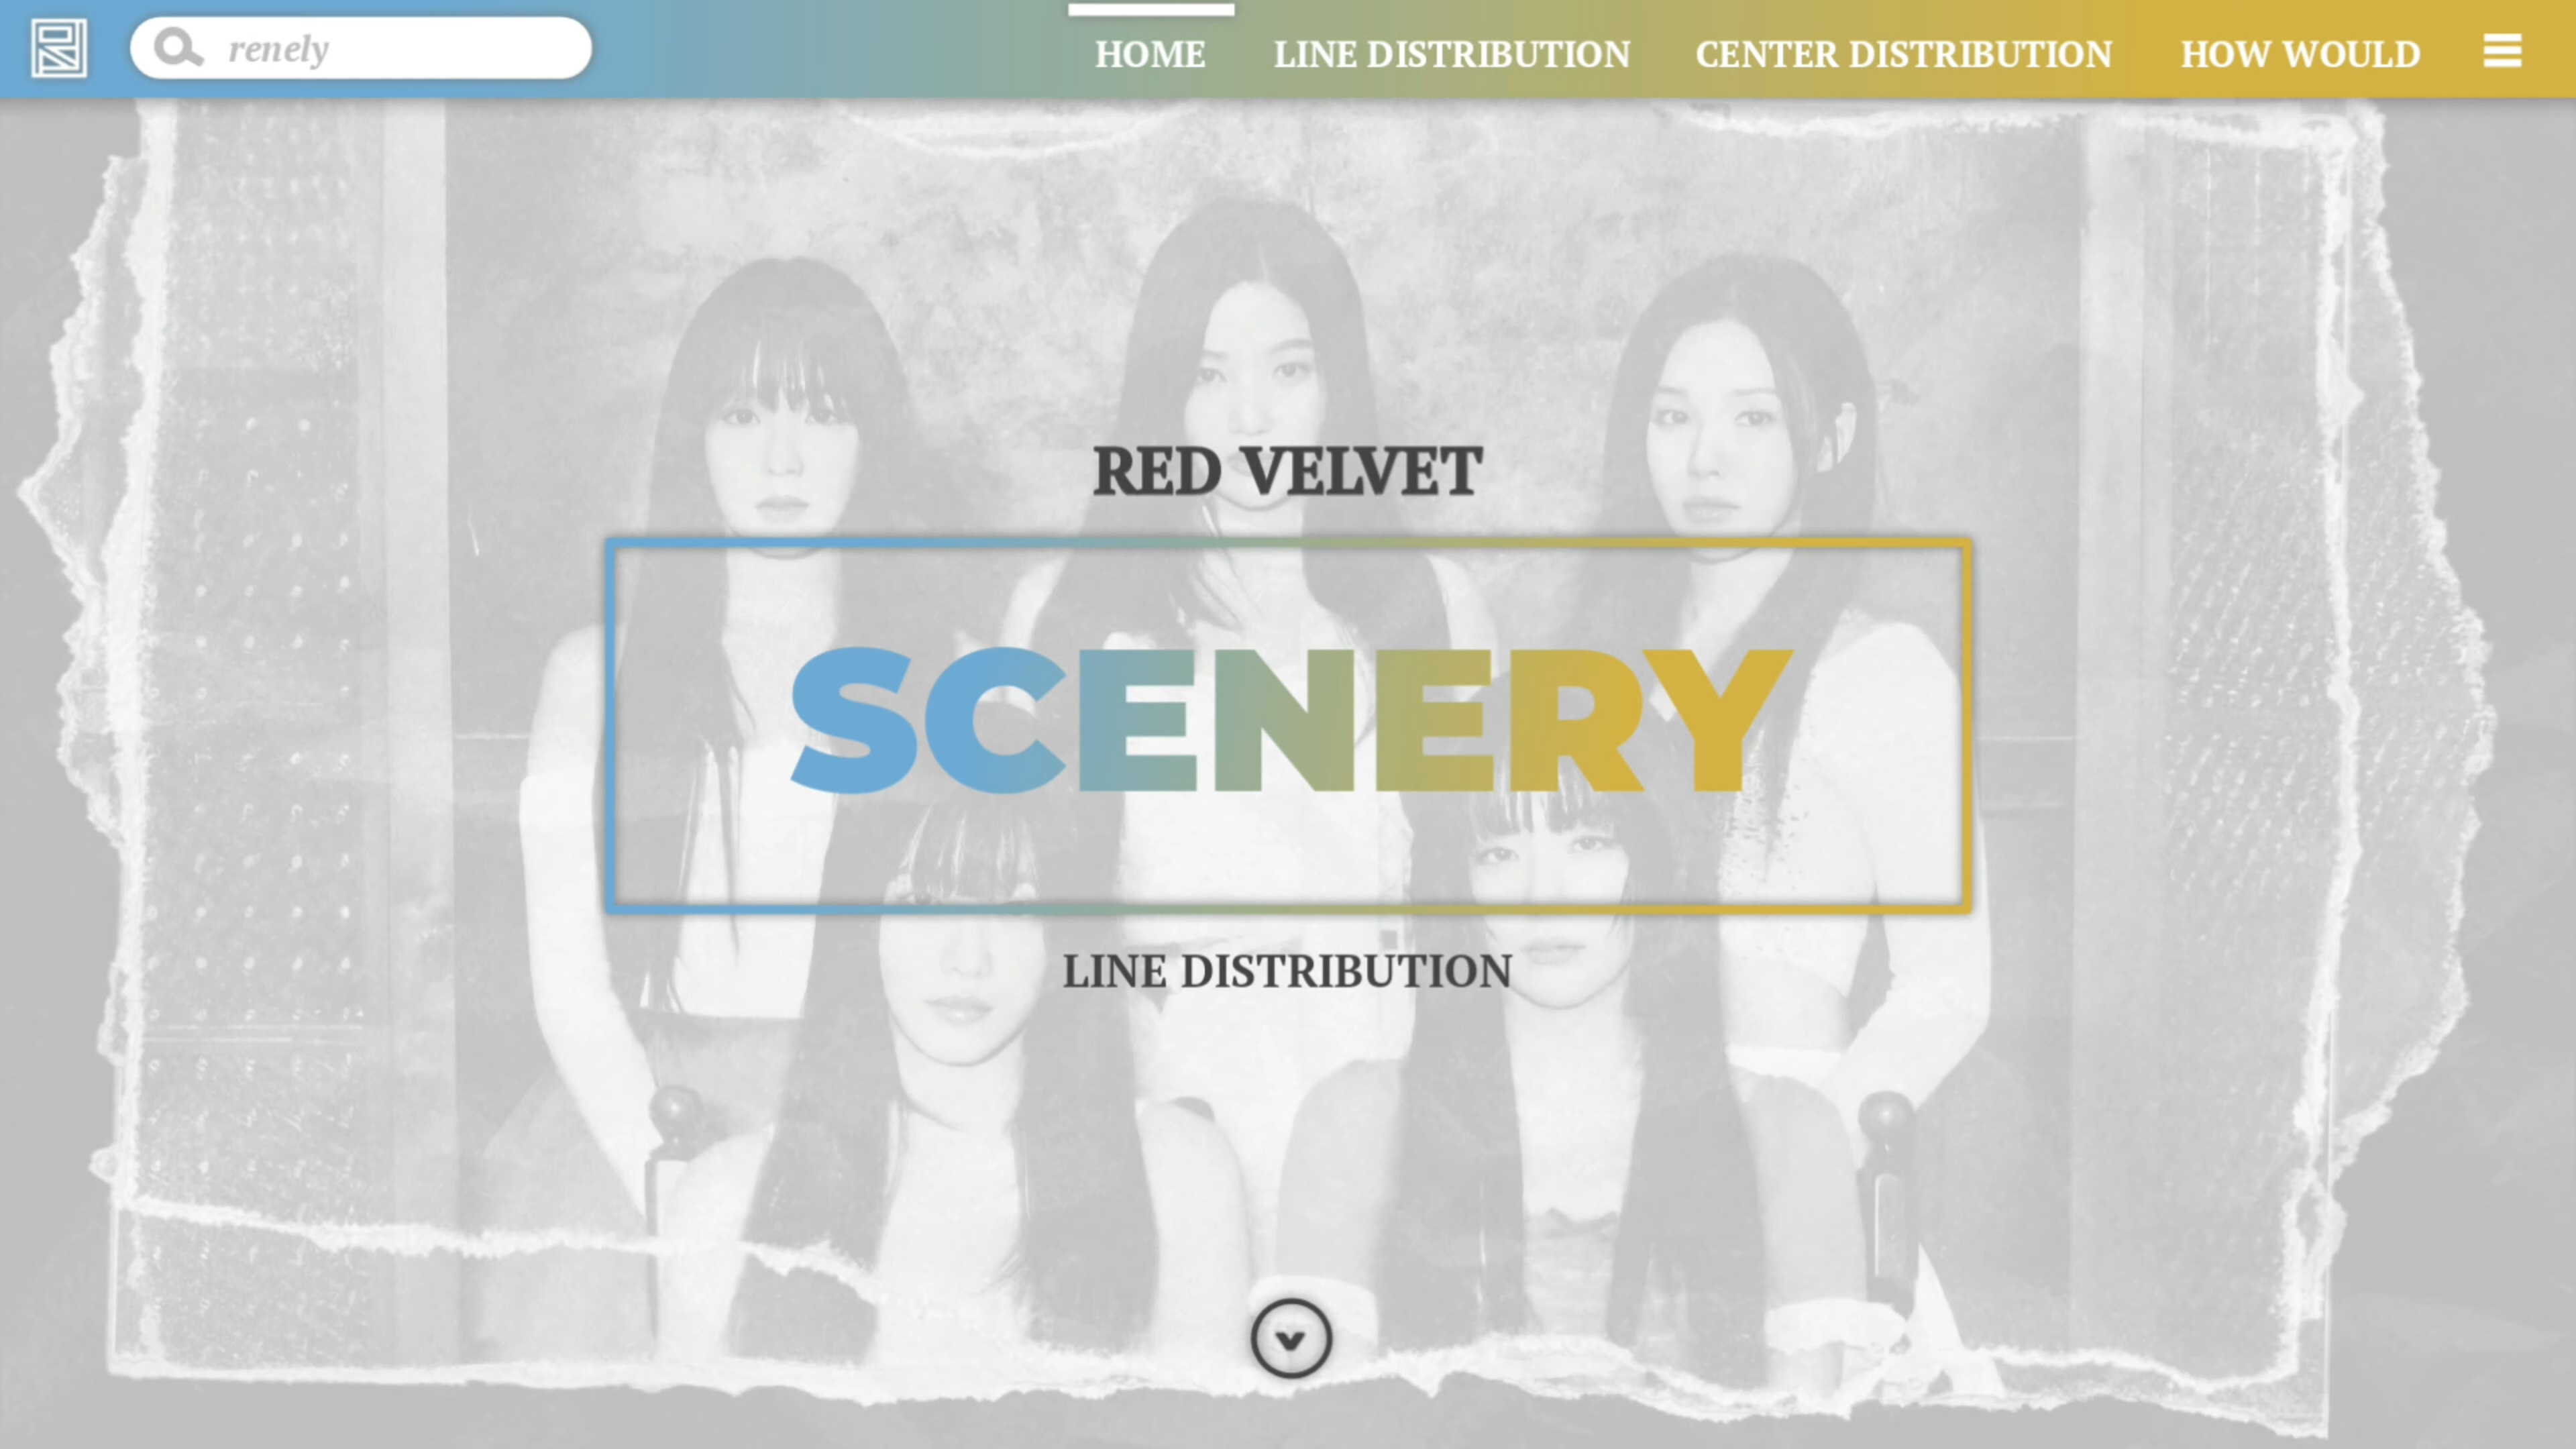 renely
HOME
LINE DISTRIBUTION
CENTER DISTRIBUTION
HOW WOULD
RED VELVET
SCENERY
LINE DISTRIBUTION